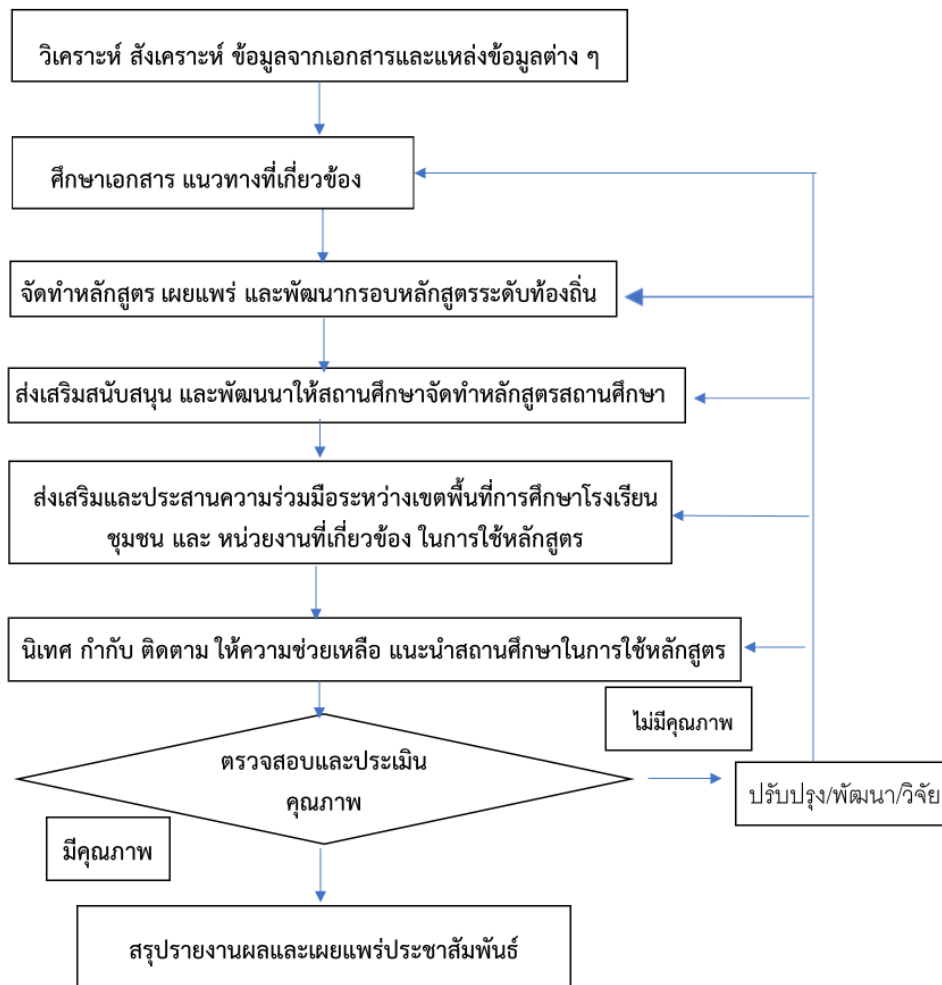 วิเคราะห์ สังเคราะห์ ข้อมูลจากเอกสารและแหล่งข้อมูลต่าง ๆ
ศึกษาเอกสาร แนวทางที่เกี่ยวข้อง
จัดทำหลักสูตร เผยแพร่ และพัฒนากรอบหลักสูตรระดับท้องถิ่น
ส่งเสริมสนับสนุน และพัฒนนาให้สถานศึกษาจัดทำหลักสูตรสถานศึกษา
ส่งเสริมและประสานความร่วมมือระหว่างเขตพื้นที่การศึกษาโรงเรียน
ชุมชน และ หน่วยงานที่เกี่ยวข้อง ในการใช้หลักสูตร
นิเทศ กำกับ ติดตาม ให้ความช่วยเหลือ แนะนำสถานศึกษาในการใช้หลักสูตร
ไม่มีคุณภาพ
ตรวจสอบและประเมิน
คุณภาพ
ปรับปรุง/พัฒนา/วิจัย
มีคุณภาพ
สรุปรายงานผลและเผยแพร่ประชาสัมพันธ์